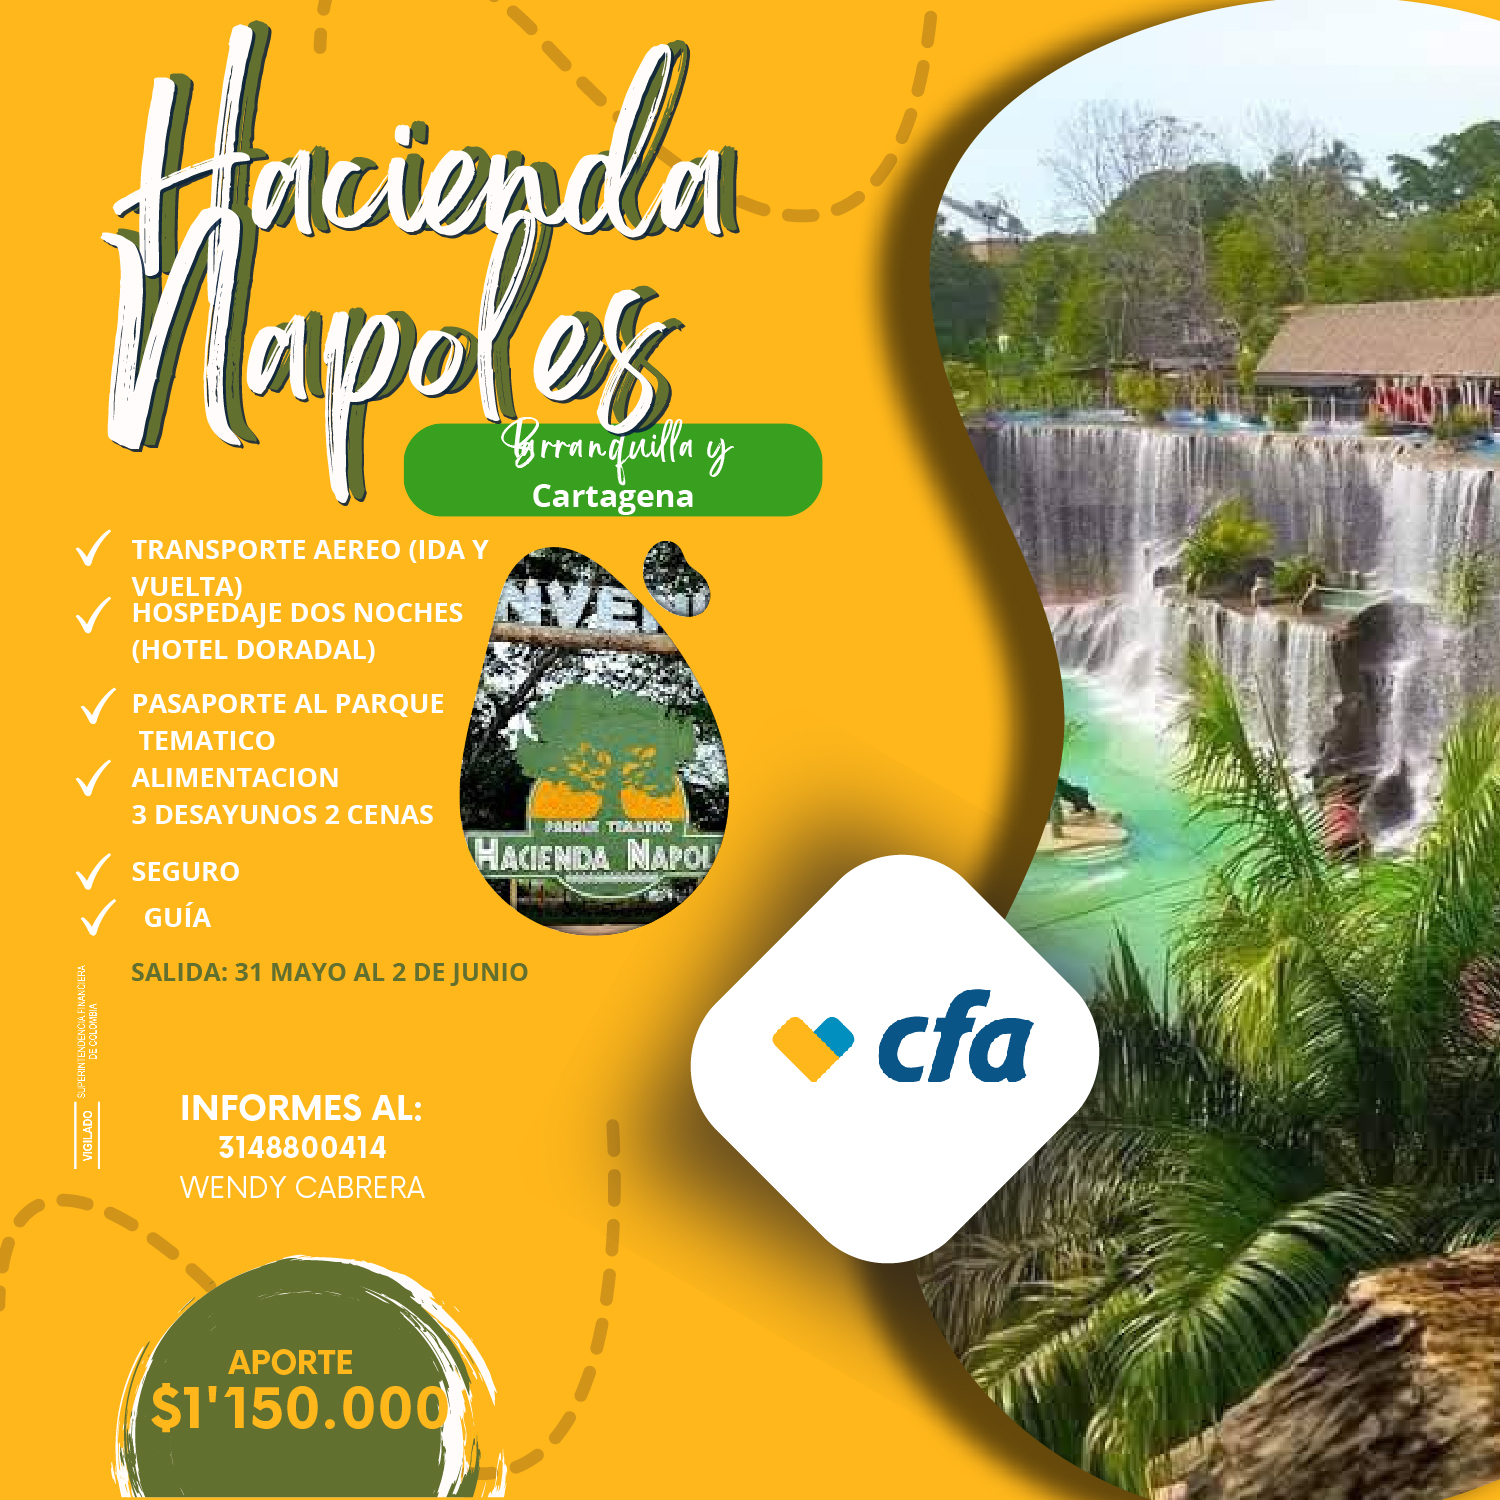 Hacienda
Napoles
Barranquilla y
Cartagena
TRANSPORTE AEREO (IDA Y
VUELTA)
HOSPEDAJE DOS NOCHES
(HOTEL DORADAL)
PASAPORTE AL PARQUE
TEMATICO
ALIMENTACION
3 DESAYUNOS 2 CENAS
SEGURO
GUÍA
SALIDA: 31 MAYO AL 2 DE JUNIO
NVENI
PARQUE TEMATICO
HACIENDA NAPOL
VIGILADO
SUPERINTENDENCIA FINANCIERA
DE COLOMBIA
INFORMES AL:
3148800414
WENDY CABRERA
cfa
APORTE
$1'150.000